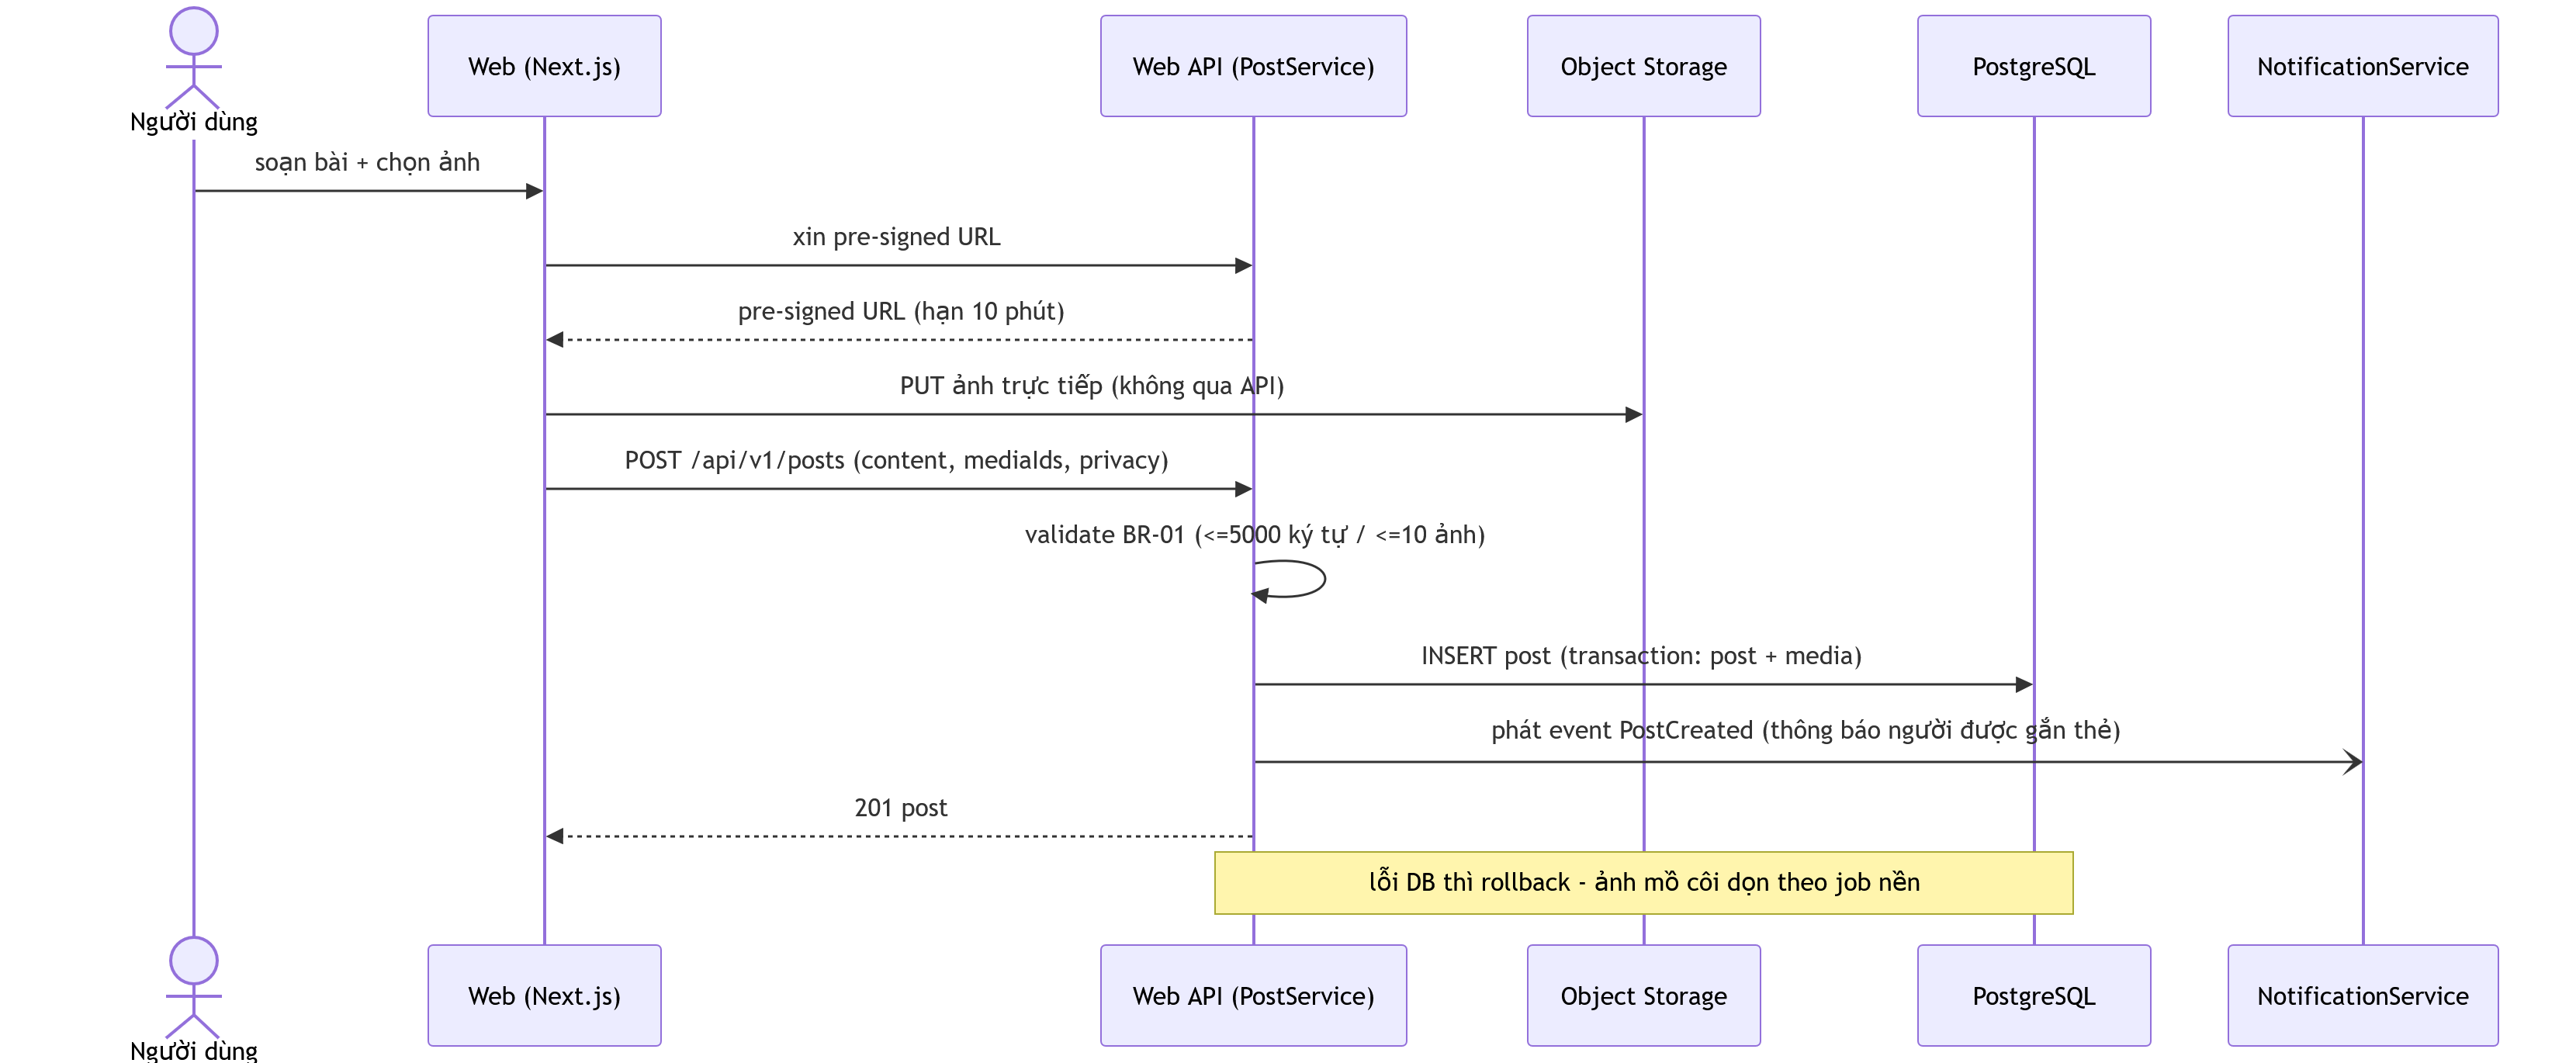 Web (Next.js)
Web API (PostService)
Object Storage
PostgreSQL
NotificationService
Người dùng
soạn bài + chọn ảnh
xin pre-signed URL
pre-signed URL (hạn 10 phút)
PUT ảnh trực tiếp (không qua API)
POST /api/v1/posts (content, mediaIds, privacy)
validate BR-01 (<=5000 ký tự / <=10 ảnh)
INSERT post (transaction: post + media)
phát event PostCreated (thông báo người được gắn thẻ)
201 post
lỗi DB thì rollback - ảnh mồ côi dọn theo job nền
Web (Next.js)
Web API (PostService)
Object Storage
PostgreSQL
NotificationService
Người dùng